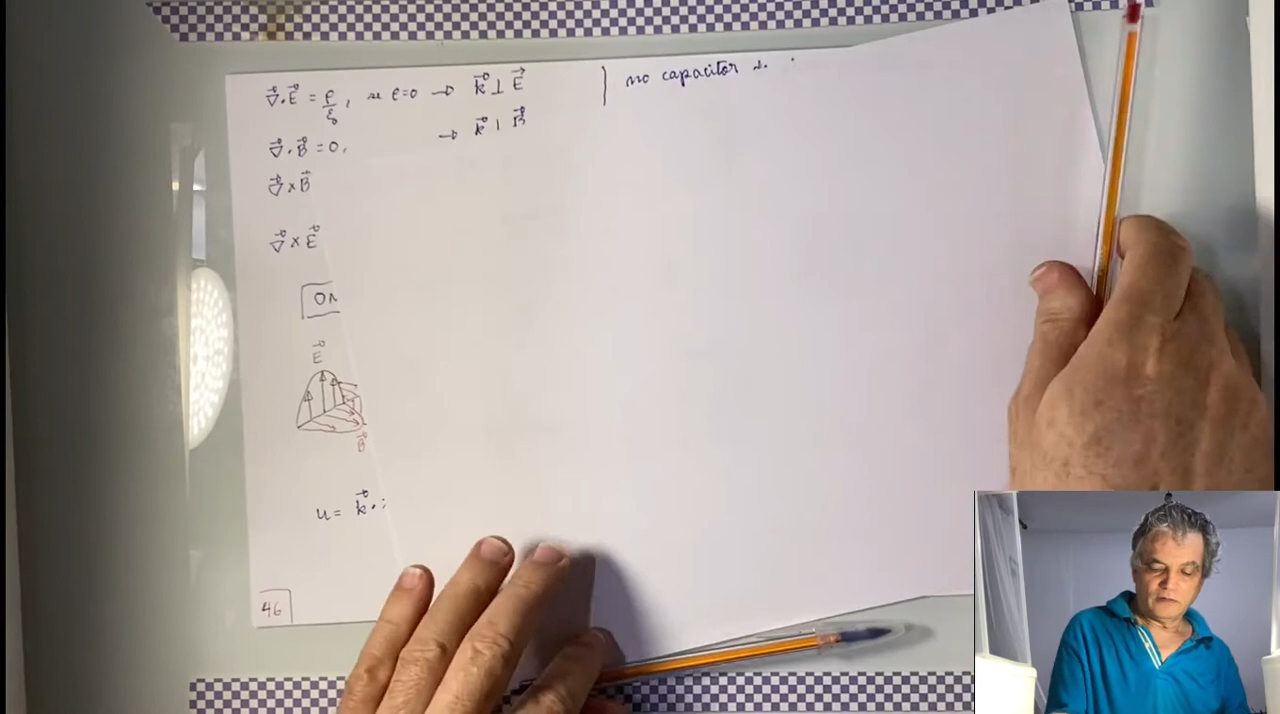 ∇⃗·E⃗ = ρ/ε₀, se ρ=0 → k⃗ ⊥ E⃗
no capacitor
∇⃗·B⃗ = 0, → k⃗ ⊥ B⃗
∇⃗×B⃗
∇⃗×E⃗
E⃗
B⃗
u = k⃗·
46